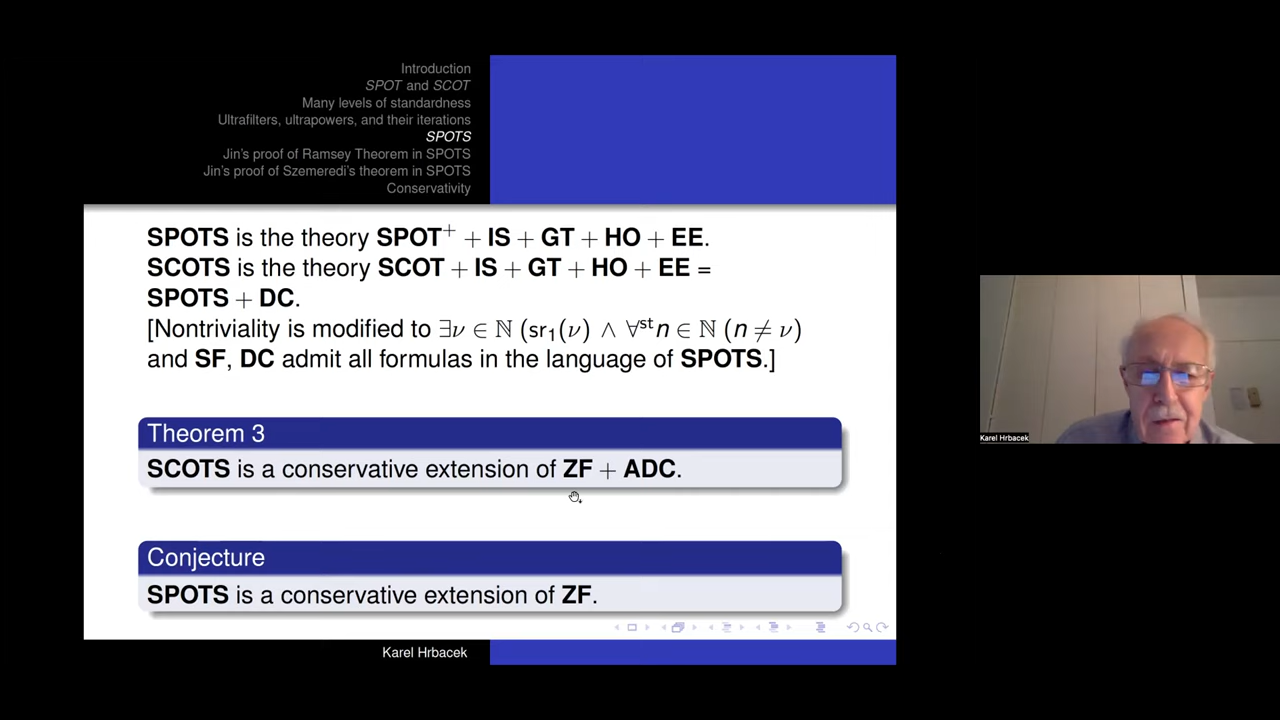 Introduction
SPOT and SCOT
Many levels of standardness
Ultrafilters, ultrapowers, and their iterations
SPOTS
Jin's proof of Ramsey Theorem in SPOTS
Jin's proof of Szemeredi's theorem in SPOTS
Conservativity
SPOTS is the theory SPOT⁺ + IS + GT + HO + EE.
SCOTS is the theory SCOT + IS + GT + HO + EE =
SPOTS + DC.
[Nontriviality is modified to ∃ν ∈ ℕ (sr₁(ν) ∧ ∀ˢᵗn ∈ ℕ (n ≠ ν)
and SF, DC admit all formulas in the language of SPOTS.]
Theorem 3
SCOTS is a conservative extension of ZF + ADC.
Conjecture
SPOTS is a conservative extension of ZF.
Karel Hrbacek
Karel Hrbacek